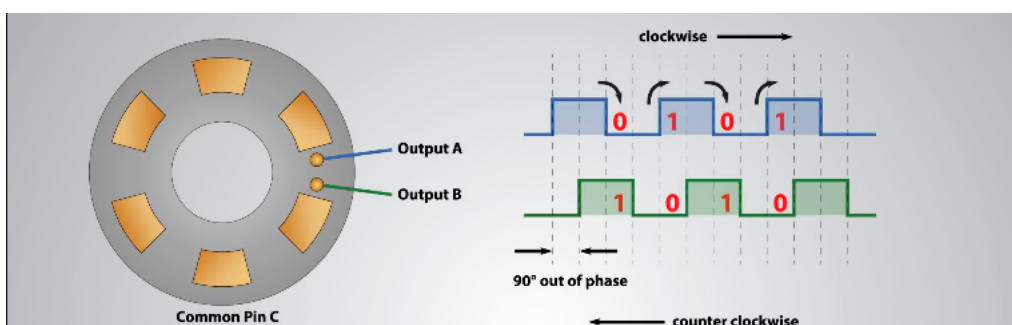 clockwise
0 1 0 1
Output A
Output B
1 0 1 0
90° out of phase
Common Pin C
counter clockwise